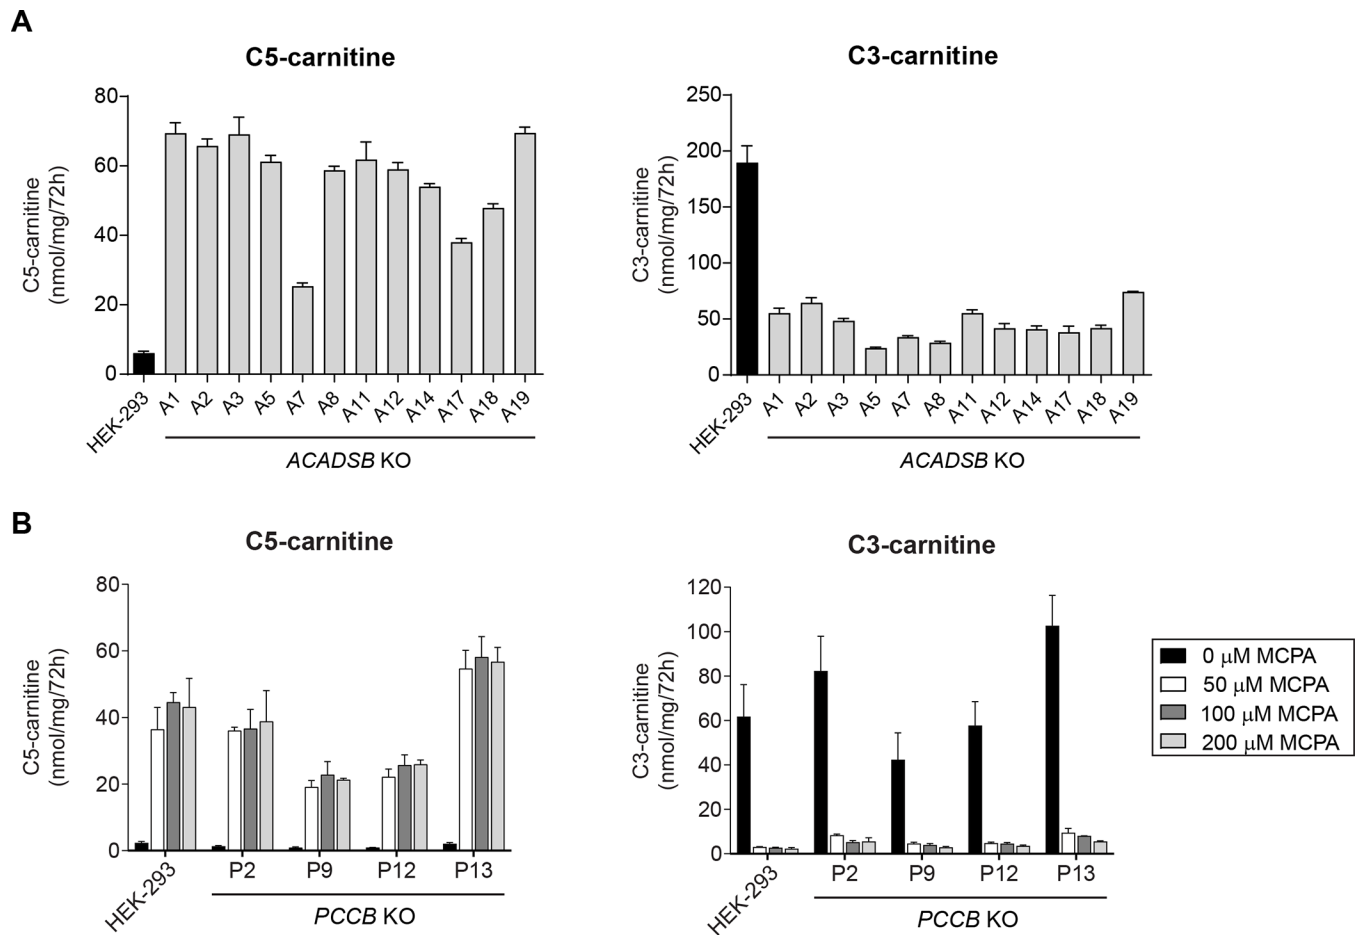 A
C5-carnitine
C5-carnitine
(nmol/mg/72h)
80
60
40
20
0
HEK-293
A1
A2
A3
A5
A7
A8
A11
A12
A14
A17
A18
A19
ACADSB KO
C3-carnitine
C3-carnitine
(nmol/mg/72h)
250
200
150
100
50
0
HEK-293
A1
A2
A3
A5
A7
A8
A11
A12
A14
A17
A18
A19
ACADSB KO
B
C5-carnitine
C5-carnitine
(nmol/mg/72h)
80
60
40
20
0
HEK-293
P2
P9
P12
P13
PCCB KO
C3-carnitine
C3-carnitine
(nmol/mg/72h)
120
100
80
60
40
20
0
HEK-293
P2
P9
P12
P13
PCCB KO
0 μM MCPA
50 μM MCPA
100 μM MCPA
200 μM MCPA